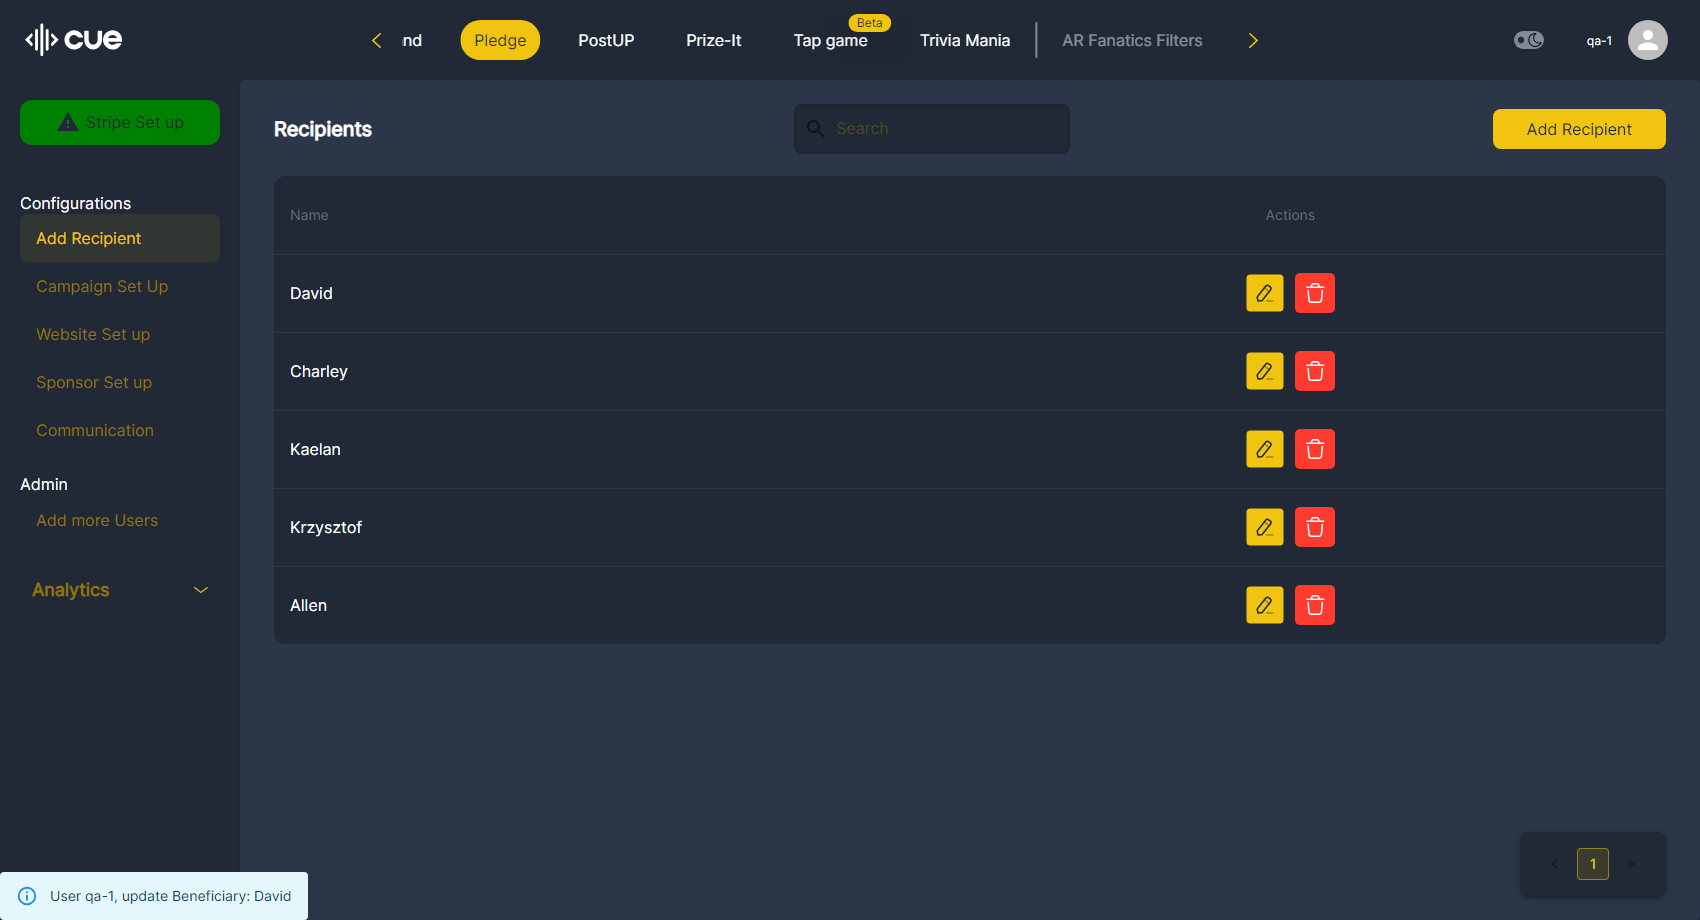 cue
nd
Pledge
PostUP
Prize-It
Tap game
Beta
Trivia Mania
AR Fanatics Filters
qa-1
Stripe Set up
Configurations
Add Recipient
Campaign Set Up
Website Set up
Sponsor Set up
Communication
Admin
Add more Users
Analytics
Recipients
Search
Add Recipient
Name
Actions
David
Charley
Kaelan
Krzysztof
Allen
1
User qa-1, update Beneficiary: David